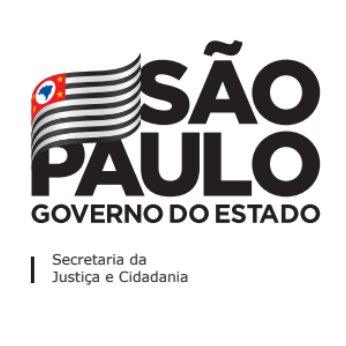 SÃO
PAULO
GOVERNO DO ESTADO
Secretaria da
Justiça e Cidadania